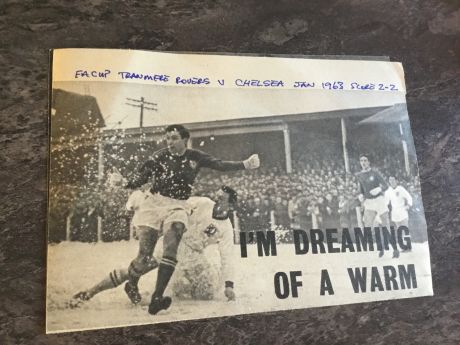 FA CUP TRANMERE ROVERS V CHELSEA JAN 1963 SCORE 2-2
I'M DREAMING
OF A WARM